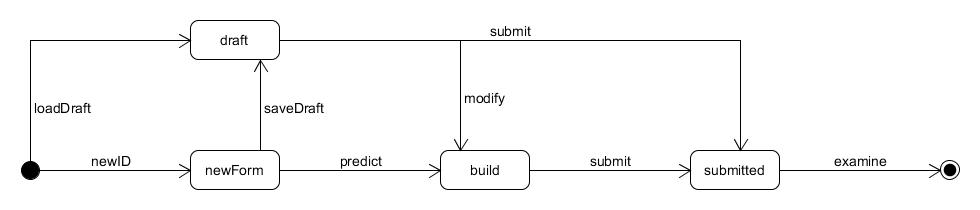 submit
draft
modify
loadDraft
saveDraft
newID
newForm
predict
build
submit
submitted
examine